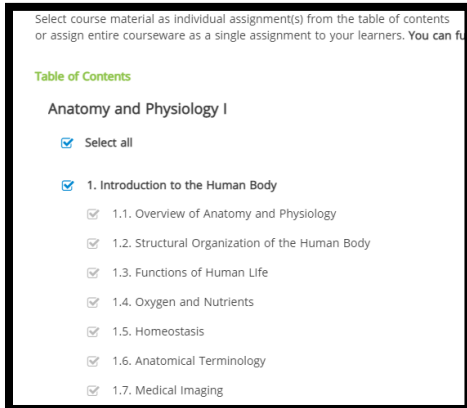 Select course material as individual assignment(s) from the table of contents
or assign entire courseware as a single assignment to your learners. You can
Table of Contents
Anatomy and Physiology I
Select all
1. Introduction to the Human Body
1.1. Overview of Anatomy and Physiology
1.2. Structural Organization of the Human Body
1.3. Functions of Human LIfe
1.4. Oxygen and Nutrients
1.5. Homeostasis
1.6. Anatomical Terminology
1.7. Medical Imaging